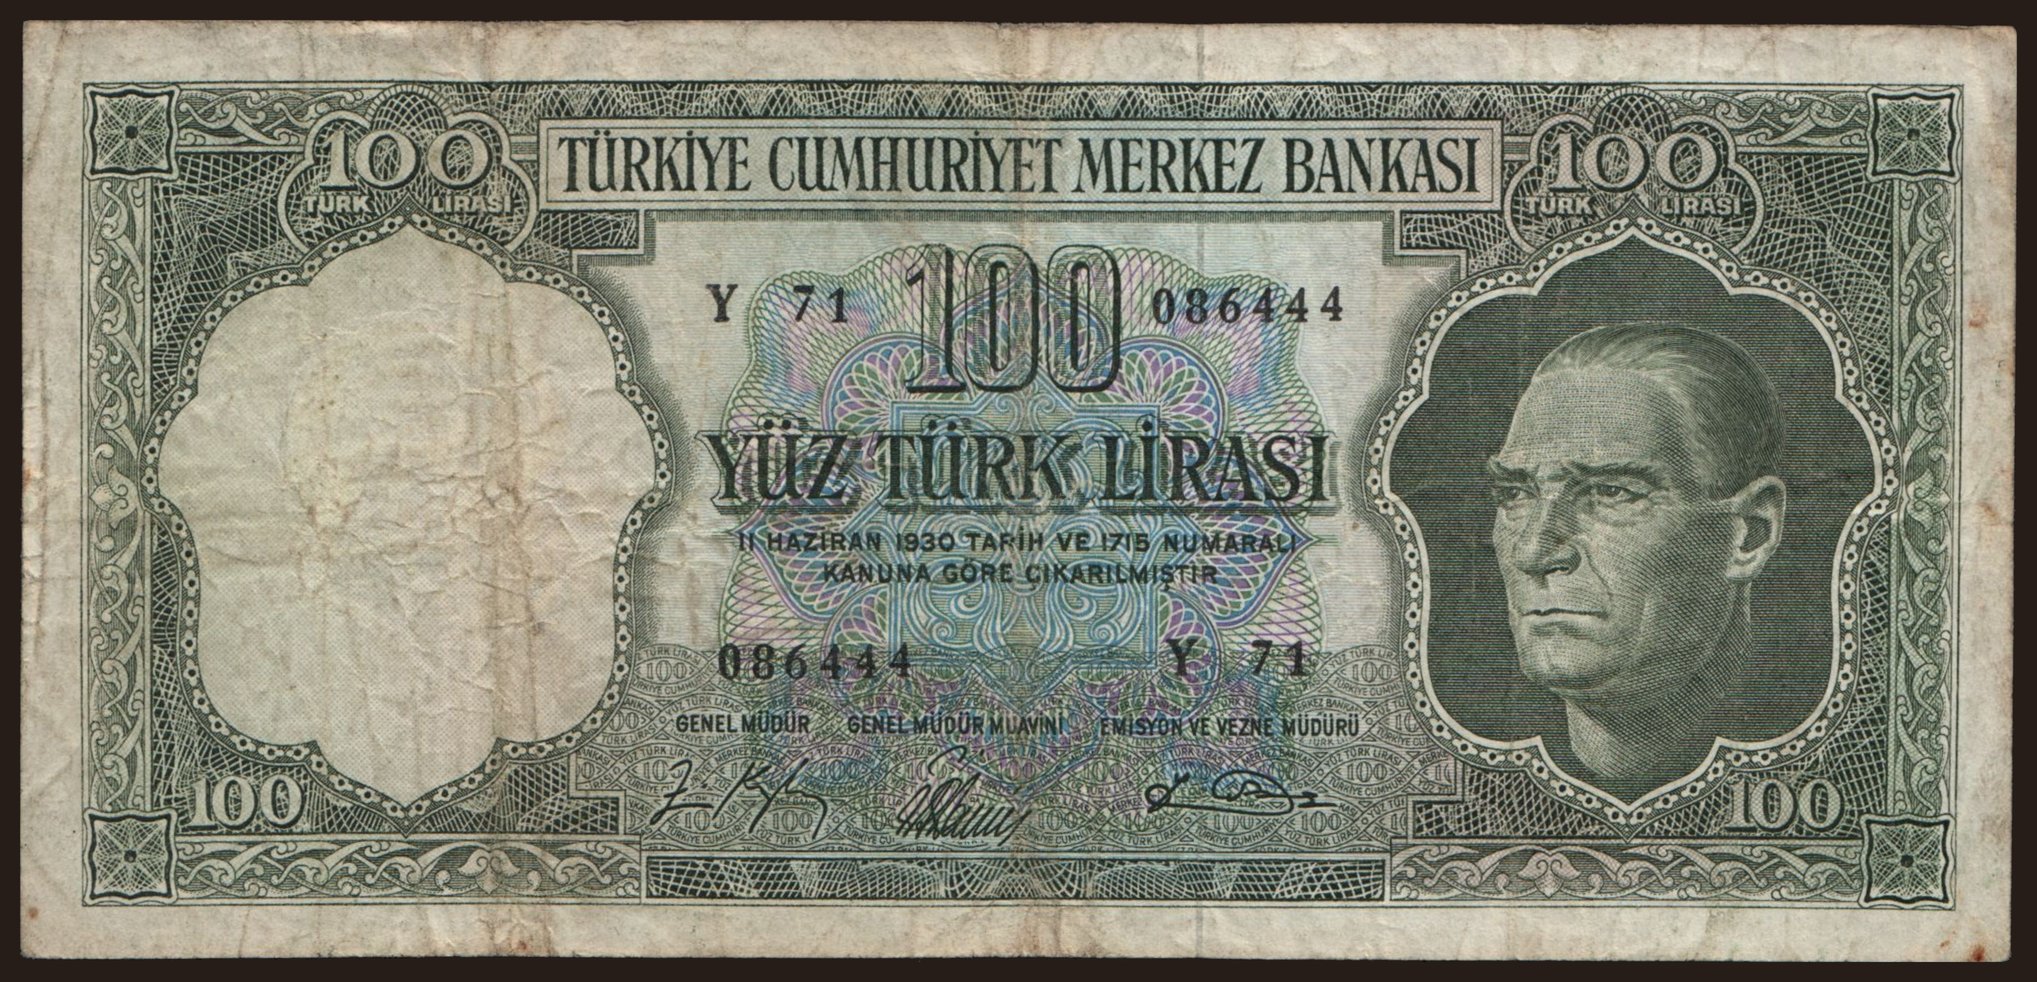 100 TÜRK LİRASI
TÜRKİYE CUMHURİYET MERKEZ BANKASI
100 TÜRK LİRASI
Y 71 100 086444
YÜZ TÜRK LİRASI
11 HAZİRAN 1930 TARİH VE 1715 NUMARALI
KANUNA GÖRE ÇIKARILMIŞTIR
086444 Y 71
GENEL MÜDÜR GENEL MÜDÜR MUAVİNİ EMİSYON VE VEZNE MÜDÜRÜ
100 100